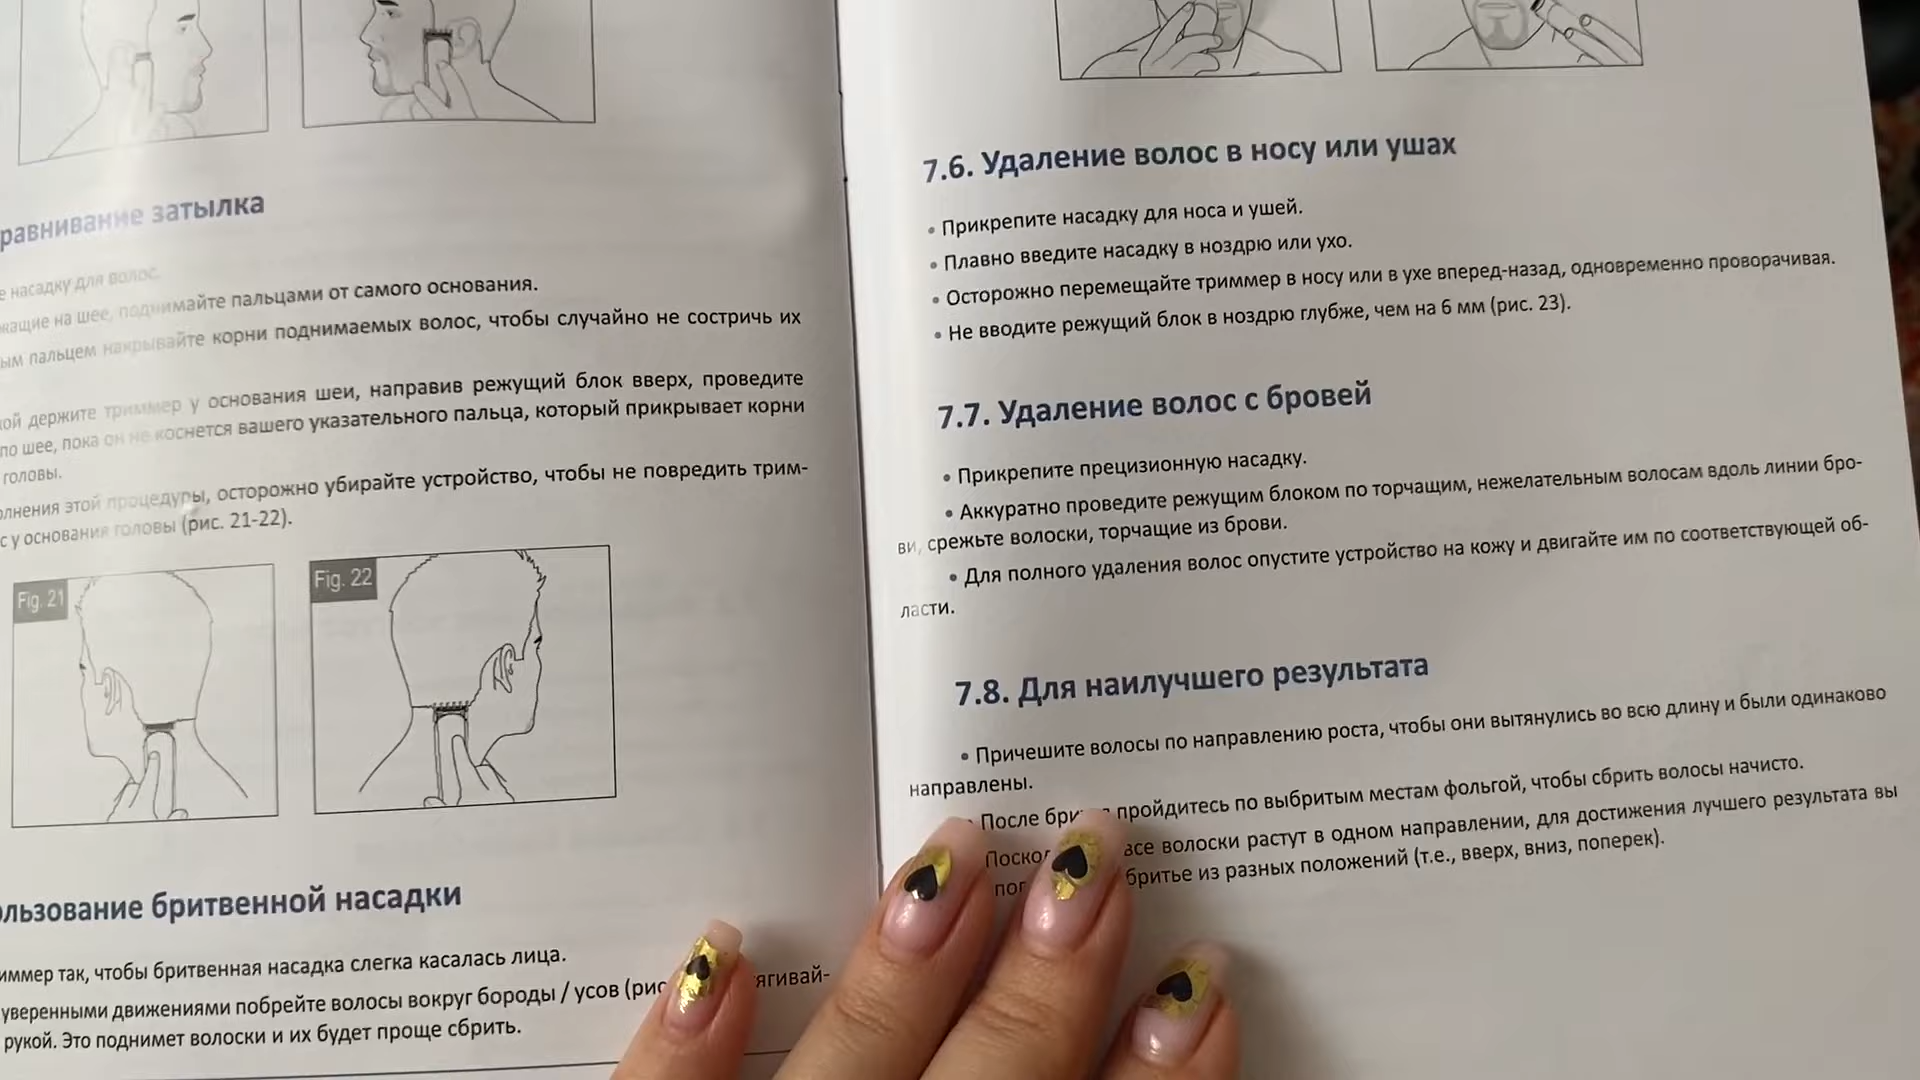 равнивание затылка
е насадку для волос.
жащие на шее, поднимайте пальцами от самого основания.
ым пальцем накрывайте корни поднимаемых волос, чтобы случайно не состричь их
кой держите триммер у основания шеи, направив режущий блок вверх, проведите
по шее, пока он не коснется вашего указательного пальца, который прикрывает корни
головы.
олнения этой процедуры, осторожно убирайте устройство, чтобы не повредить трим-
с у основания головы (рис. 21-22).
Fig. 21
Fig. 22
ользование бритвенной насадки
иммер так, чтобы бритвенная насадка слегка касалась лица.
уверенными движениями побрейте волосы вокруг бороды / усов (рис ягивай-
рукой. Это поднимет волоски и их будет проще сбрить.
7.6. Удаление волос в носу или ушах
• Прикрепите насадку для носа и ушей.
• Плавно введите насадку в ноздрю или ухо.
• Осторожно перемещайте триммер в носу или в ухе вперед-назад, одновременно проворачивая.
• Не вводите режущий блок в ноздрю глубже, чем на 6 мм (рис. 23).
7.7. Удаление волос с бровей
• Прикрепите прецизионную насадку.
• Аккуратно проведите режущим блоком по торчащим, нежелательным волосам вдоль линии бро-
ви, срежьте волоски, торчащие из брови.
• Для полного удаления волос опустите устройство на кожу и двигайте им по соответствующей об-
ласти.
7.8. Для наилучшего результата
• Причешите волосы по направлению роста, чтобы они вытянулись во всю длину и были одинаково
направлены.
• После бри пройдитесь по выбритым местам фольгой, чтобы сбрить волосы начисто.
Поскол все волоски растут в одном направлении, для достижения лучшего результата вы
поп бритье из разных положений (т.е., вверх, вниз, поперек).